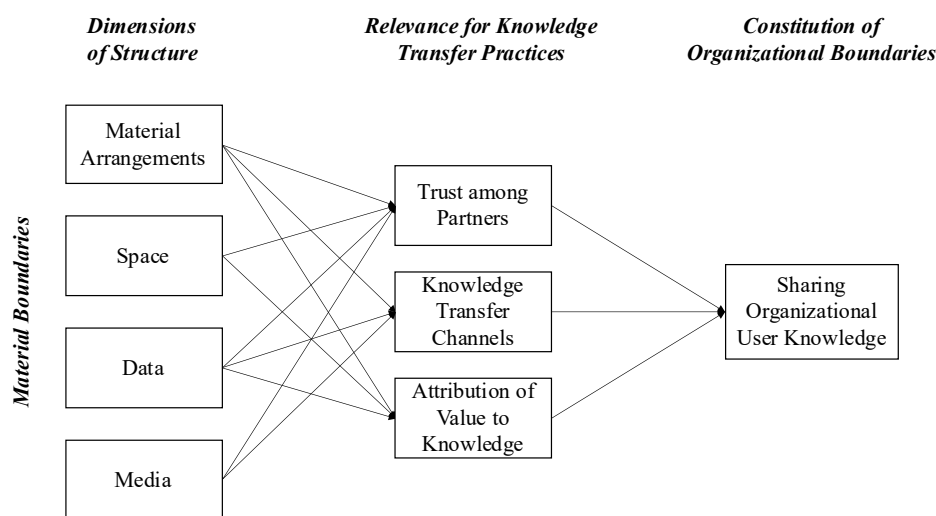 Dimensions
of Structure
Relevance for Knowledge
Transfer Practices
Constitution of
Organizational Boundaries
Material Boundaries
Material
Arrangements
Space
Data
Media
Trust among
Partners
Knowledge
Transfer
Channels
Attribution of
Value to
Knowledge
Sharing
Organizational
User Knowledge